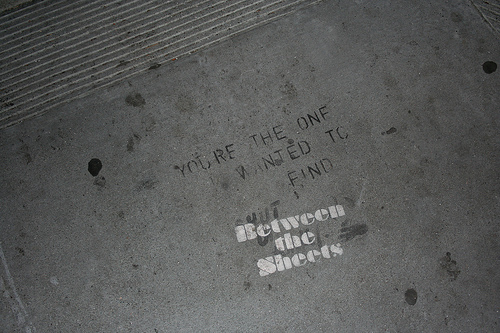 YOU'RE THE ONE
WANTED TO
FIND
Between
the
Sheets